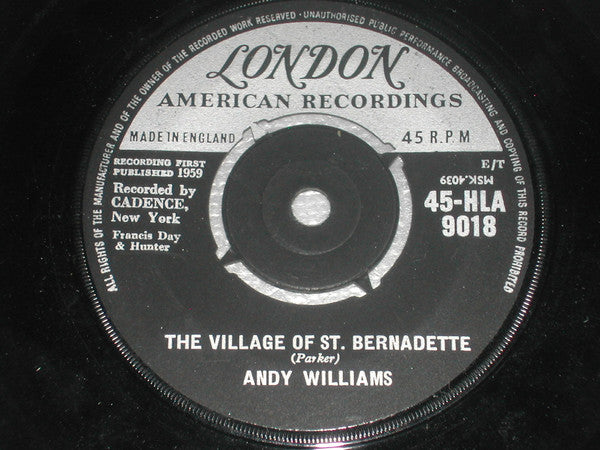 ALL RIGHTS OF THE MANUFACTURER AND OF THE OWNER OF THE RECORDED WORK RESERVED · UNAUTHORISED PUBLIC PERFORMANCE BROADCASTING AND COPYING OF THIS RECORD PROHIBITED
LONDON
AMERICAN RECORDINGS
MADE IN ENGLAND
45 R.P.M
RECORDING FIRST
PUBLISHED 1959
Recorded by
CADENCE,
New York
Francis Day
& Hunter
E/T
MSK.4039
45-HLA
9018
THE VILLAGE OF ST. BERNADETTE
(Parker)
ANDY WILLIAMS